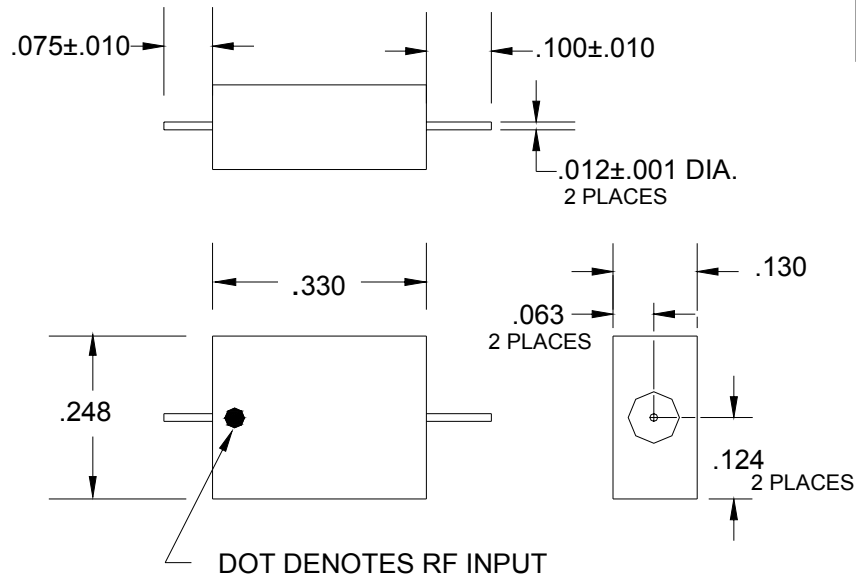 .075±.010
.100±.010
.012±.001 DIA.
2 PLACES
.330
.130
.063
2 PLACES
.248
.124
2 PLACES
DOT DENOTES RF INPUT